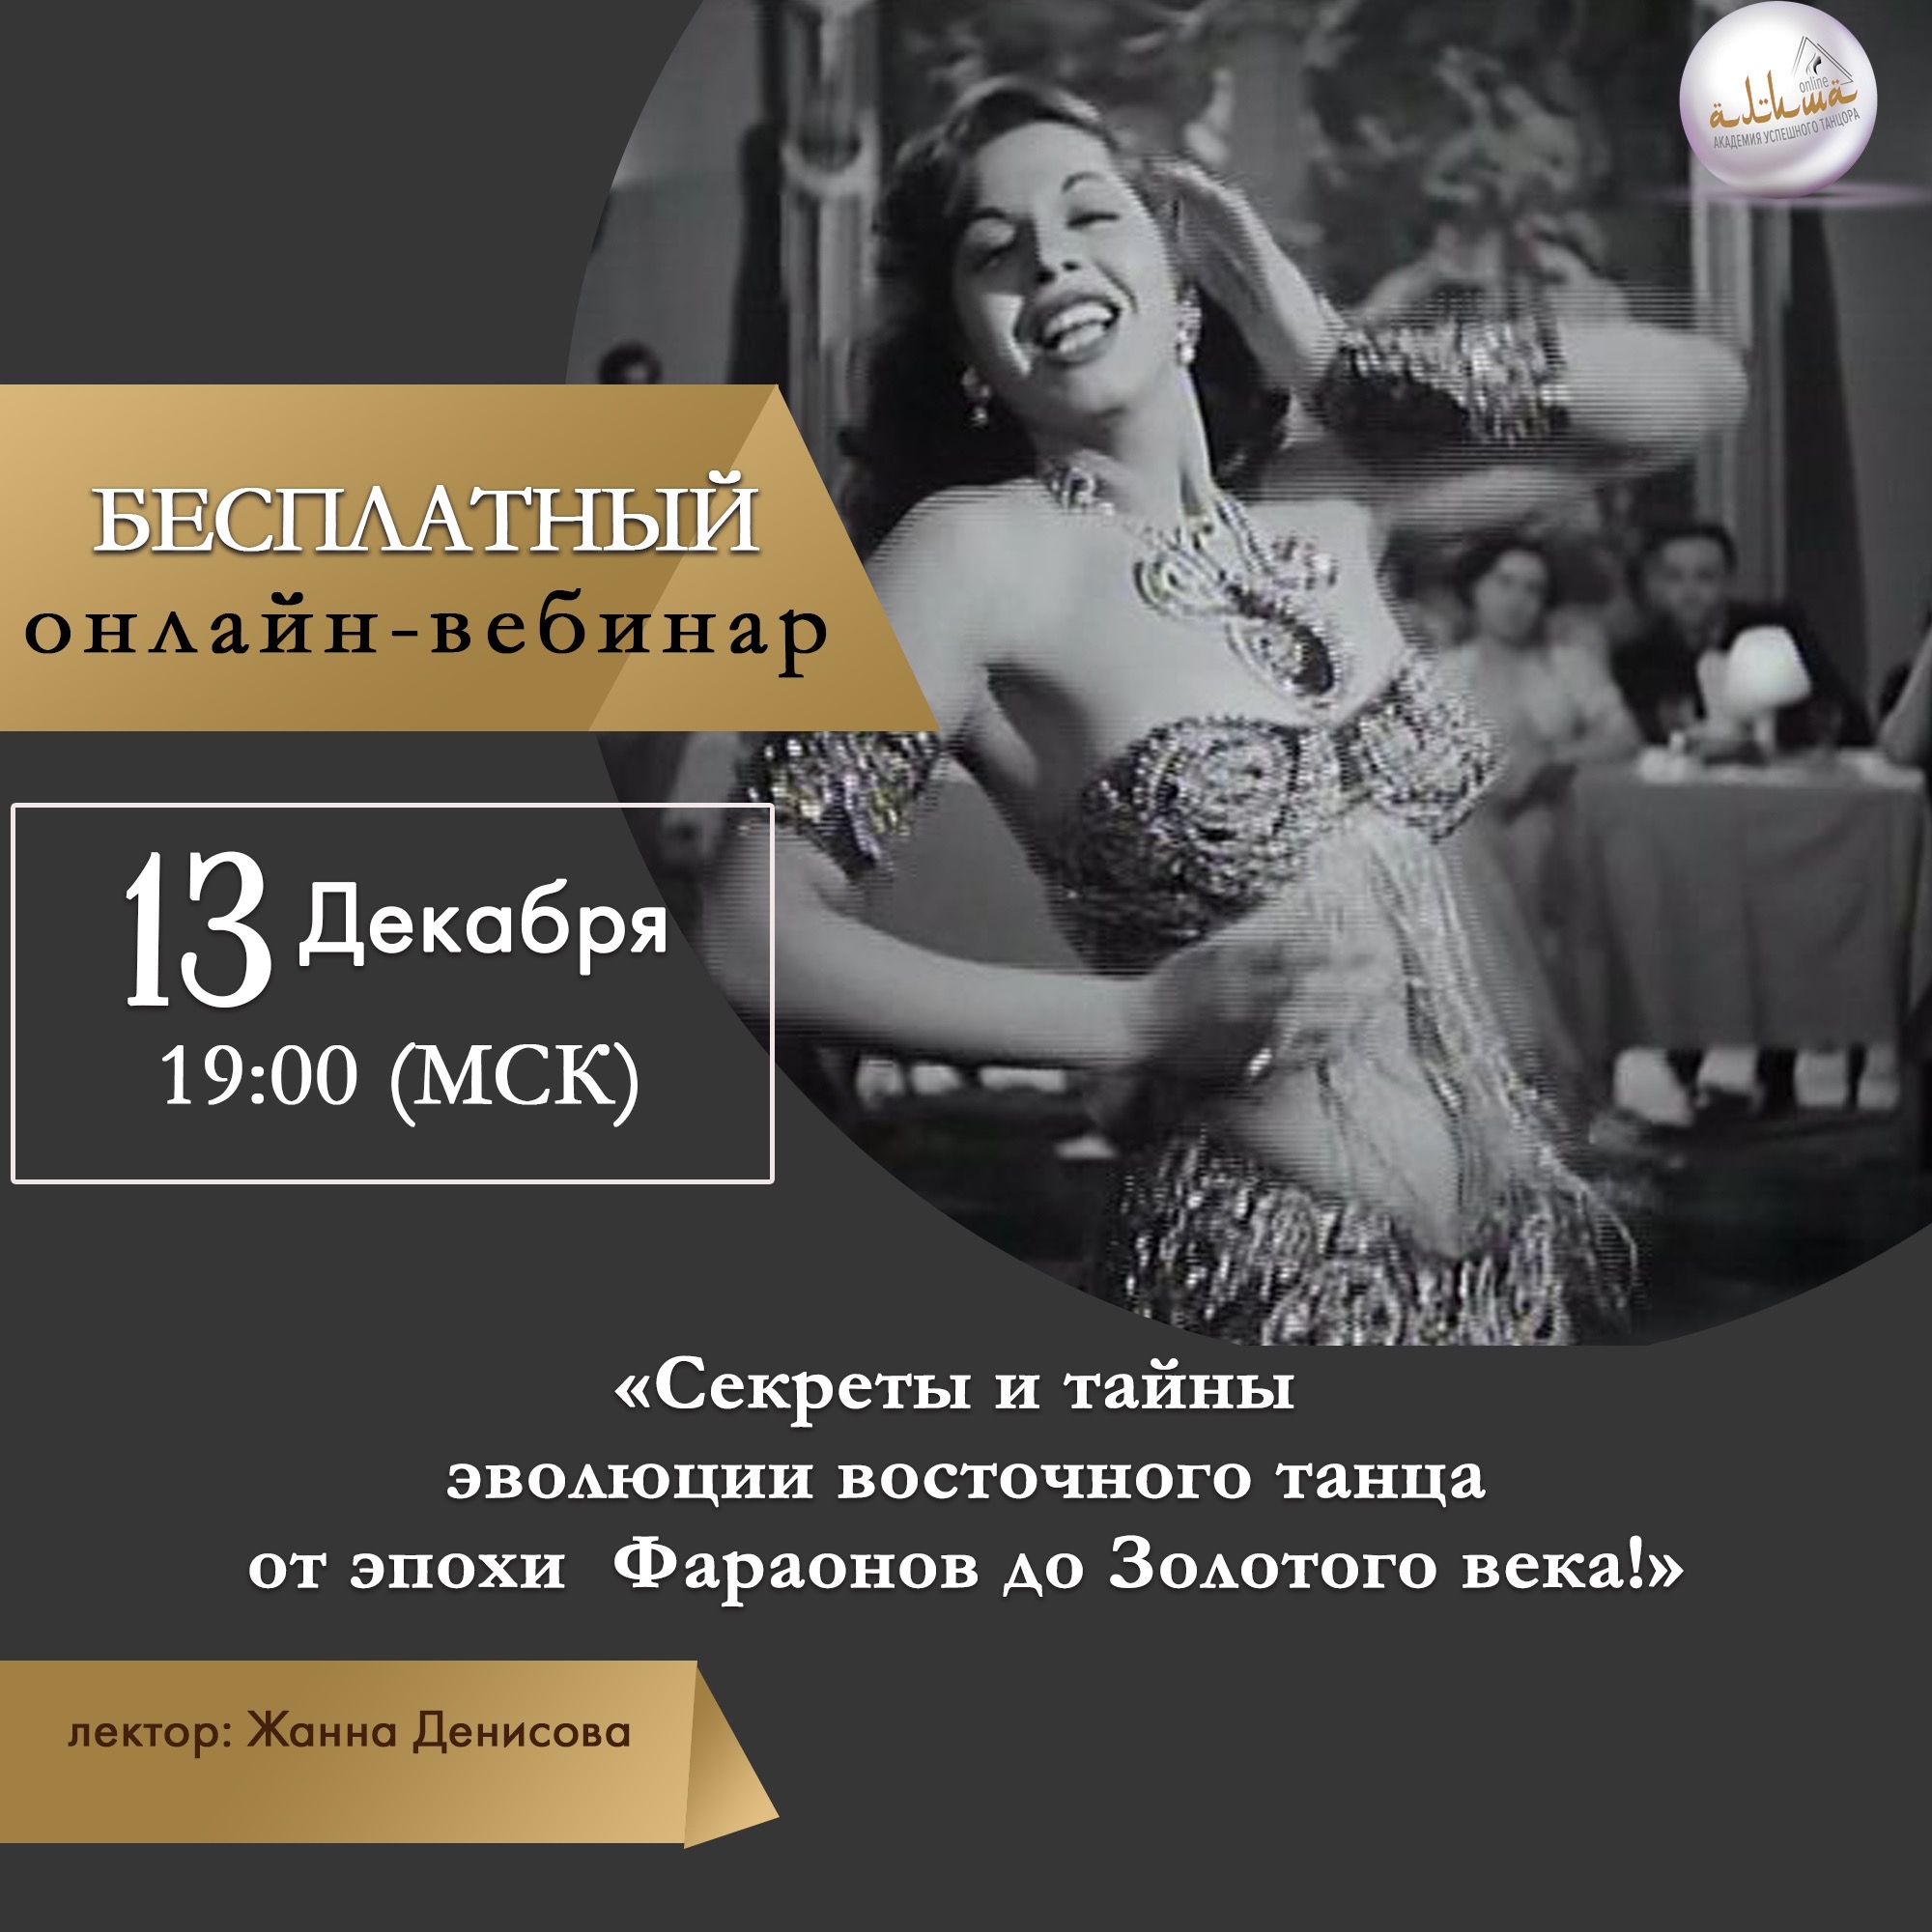 online
алиша
АКАДЕМИЯ УСПЕШНОГО ТАНЦОРА
БЕСПЛАТНЫЙ
онлайн-вебинар
13 Декабря
19:00 (МСК)
«Секреты и тайны
эволюции восточного танца
от эпохи Фараонов до Золотого века!»
лектор: Жанна Денисова